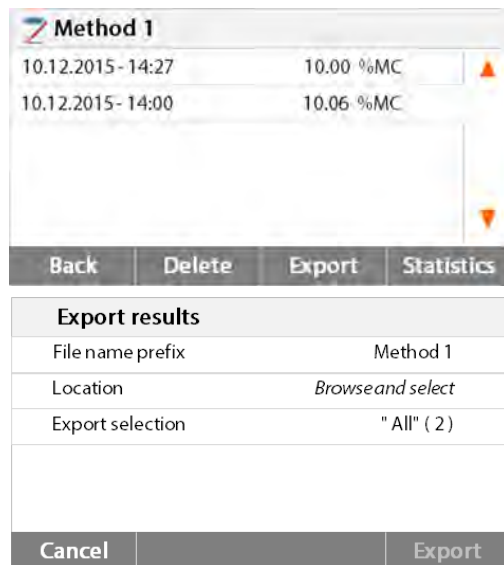 Method 1
10.12.2015 - 14:27 10.00 %MC
10.12.2015 - 14:00 10.06 %MC
Back Delete Export Statistics
Export results
File name prefix Method 1
Location Browse and select
Export selection "All" ( 2 )
Cancel Export